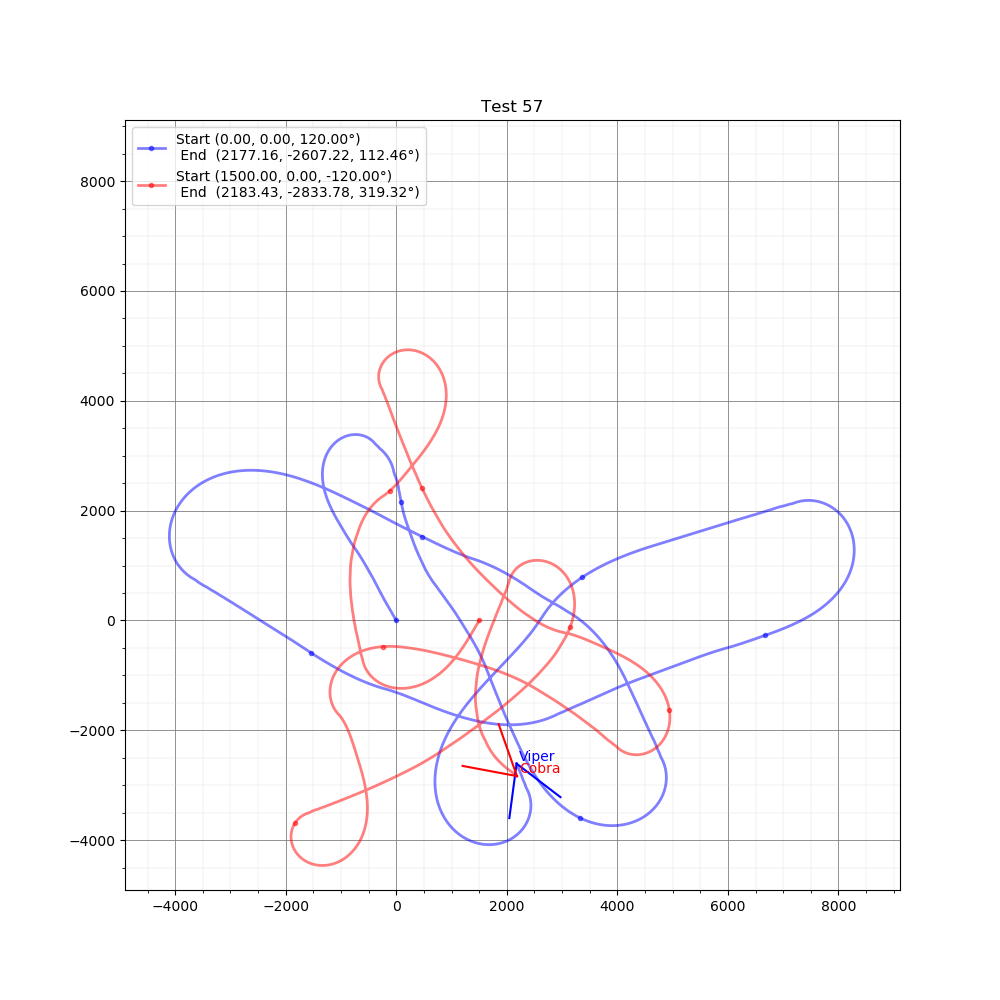 Test 57
Start (0.00, 0.00, 120.00°)
End (2177.16, -2607.22, 112.46°)
Start (1500.00, 0.00, -120.00°)
End (2183.43, -2833.78, 319.32°)
8000
6000
4000
2000
0
−2000
−4000
Viper
Cobra
−4000 −2000 0 2000 4000 6000 8000